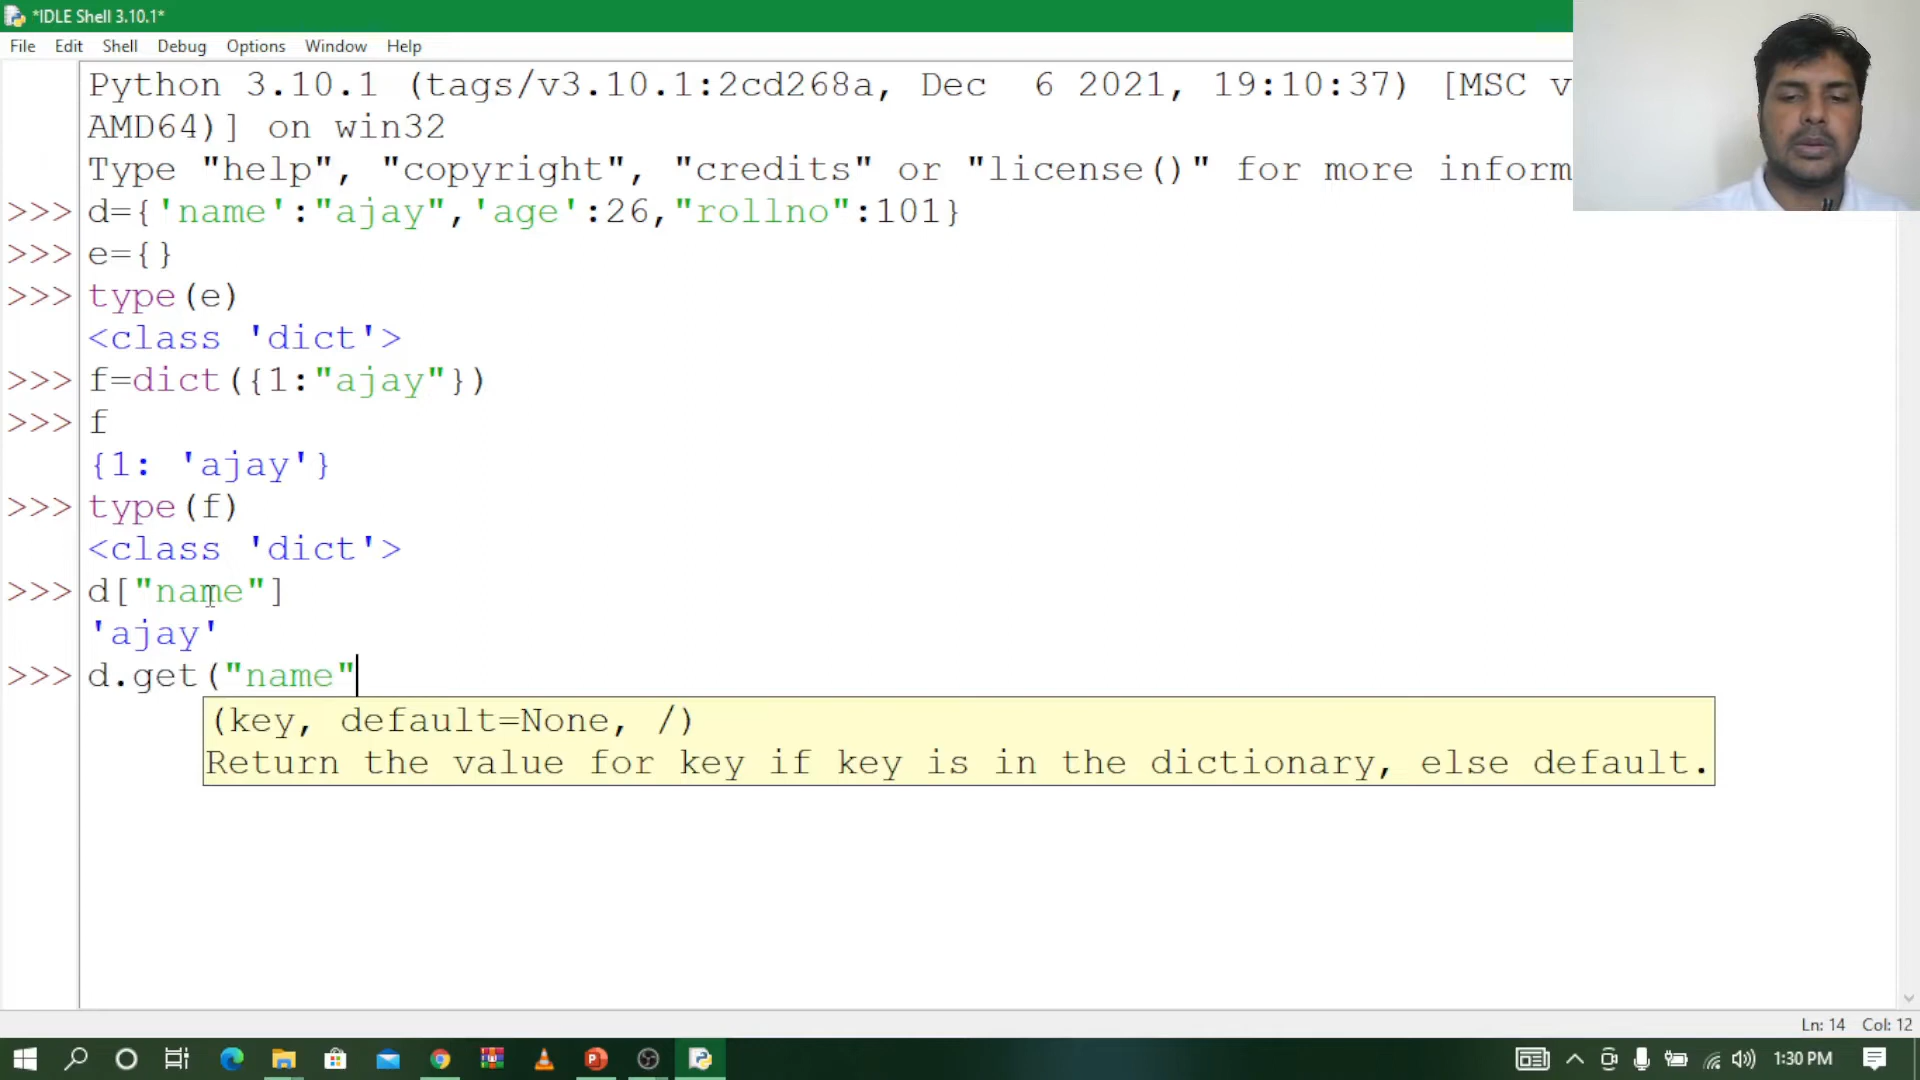 *IDLE Shell 3.10.1*
File Edit Shell Debug Options Window Help
Python 3.10.1 (tags/v3.10.1:2cd268a, Dec  6 2021, 19:10:37) [MSC v
AMD64)] on win32
Type "help", "copyright", "credits" or "license()" for more inform
>>> d={'name':"ajay",'age':26,"rollno":101}
>>> e={}
>>> type(e)
<class 'dict'>
>>> f=dict({1:"ajay"})
>>> f
{1: 'ajay'}
>>> type(f)
<class 'dict'>
>>> d["name"]
'ajay'
>>> d.get("name"
(key, default=None, /)
Return the value for key if key is in the dictionary, else default.
Ln: 14 Col: 12
1:30 PM